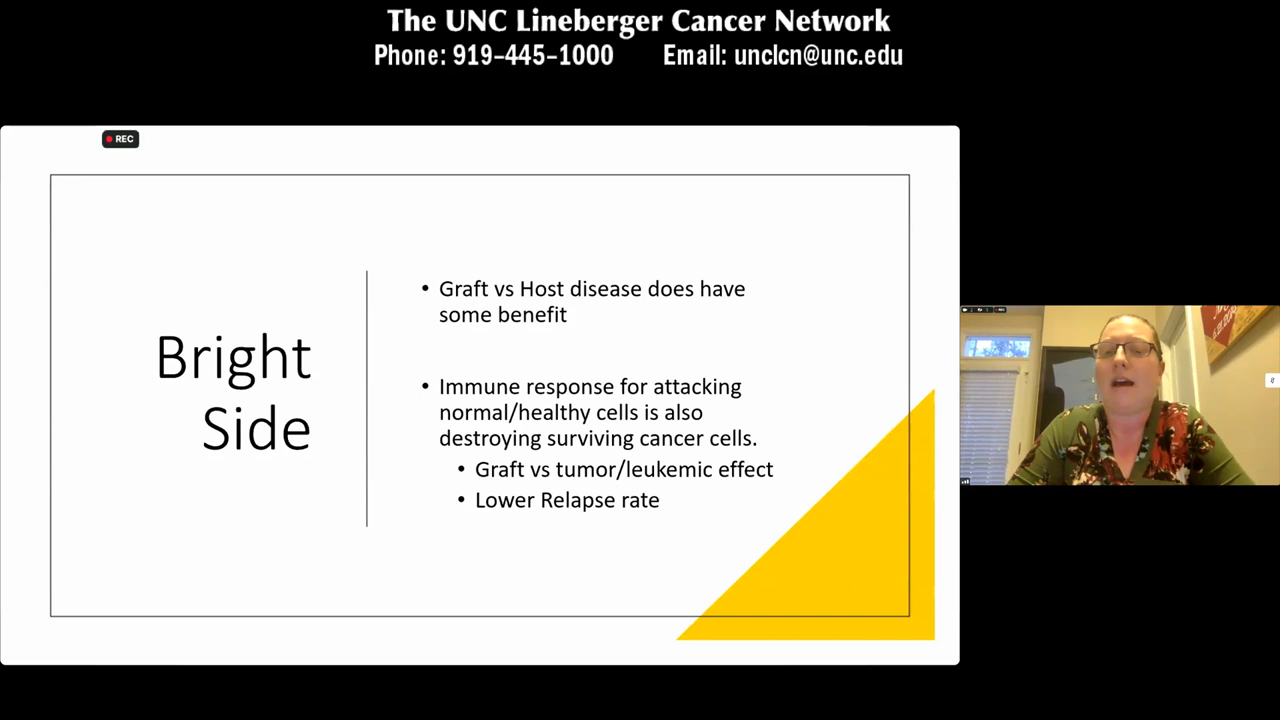 The UNC Lineberger Cancer Network
Phone: 919-445-1000 Email: unclcn@unc.edu
REC
Bright
Side
• Graft vs Host disease does have
some benefit
• Immune response for attacking
normal/healthy cells is also
destroying surviving cancer cells.
• Graft vs tumor/leukemic effect
• Lower Relapse rate